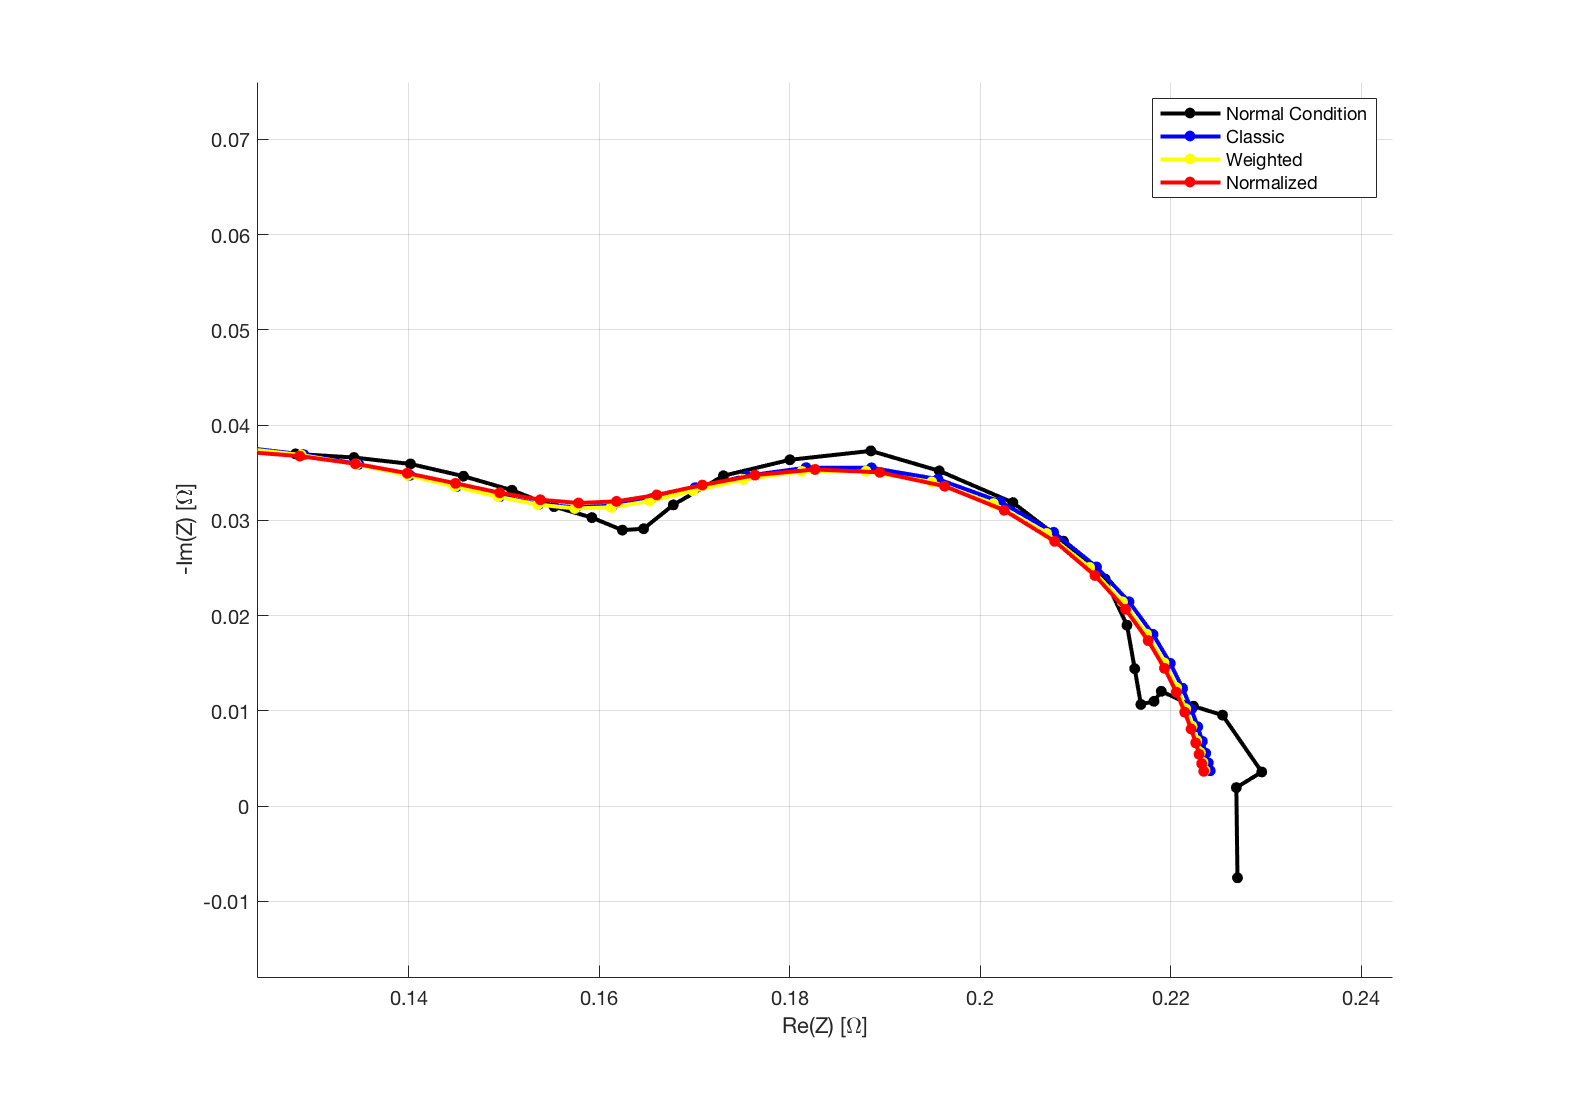 Normal Condition
Classic
Weighted
Normalized
0.07
0.06
0.05
0.04
0.03
0.02
0.01
0
-0.01
-Im(Z) [Ω]
0.14 0.16 0.18 0.2 0.22 0.24
Re(Z) [Ω]